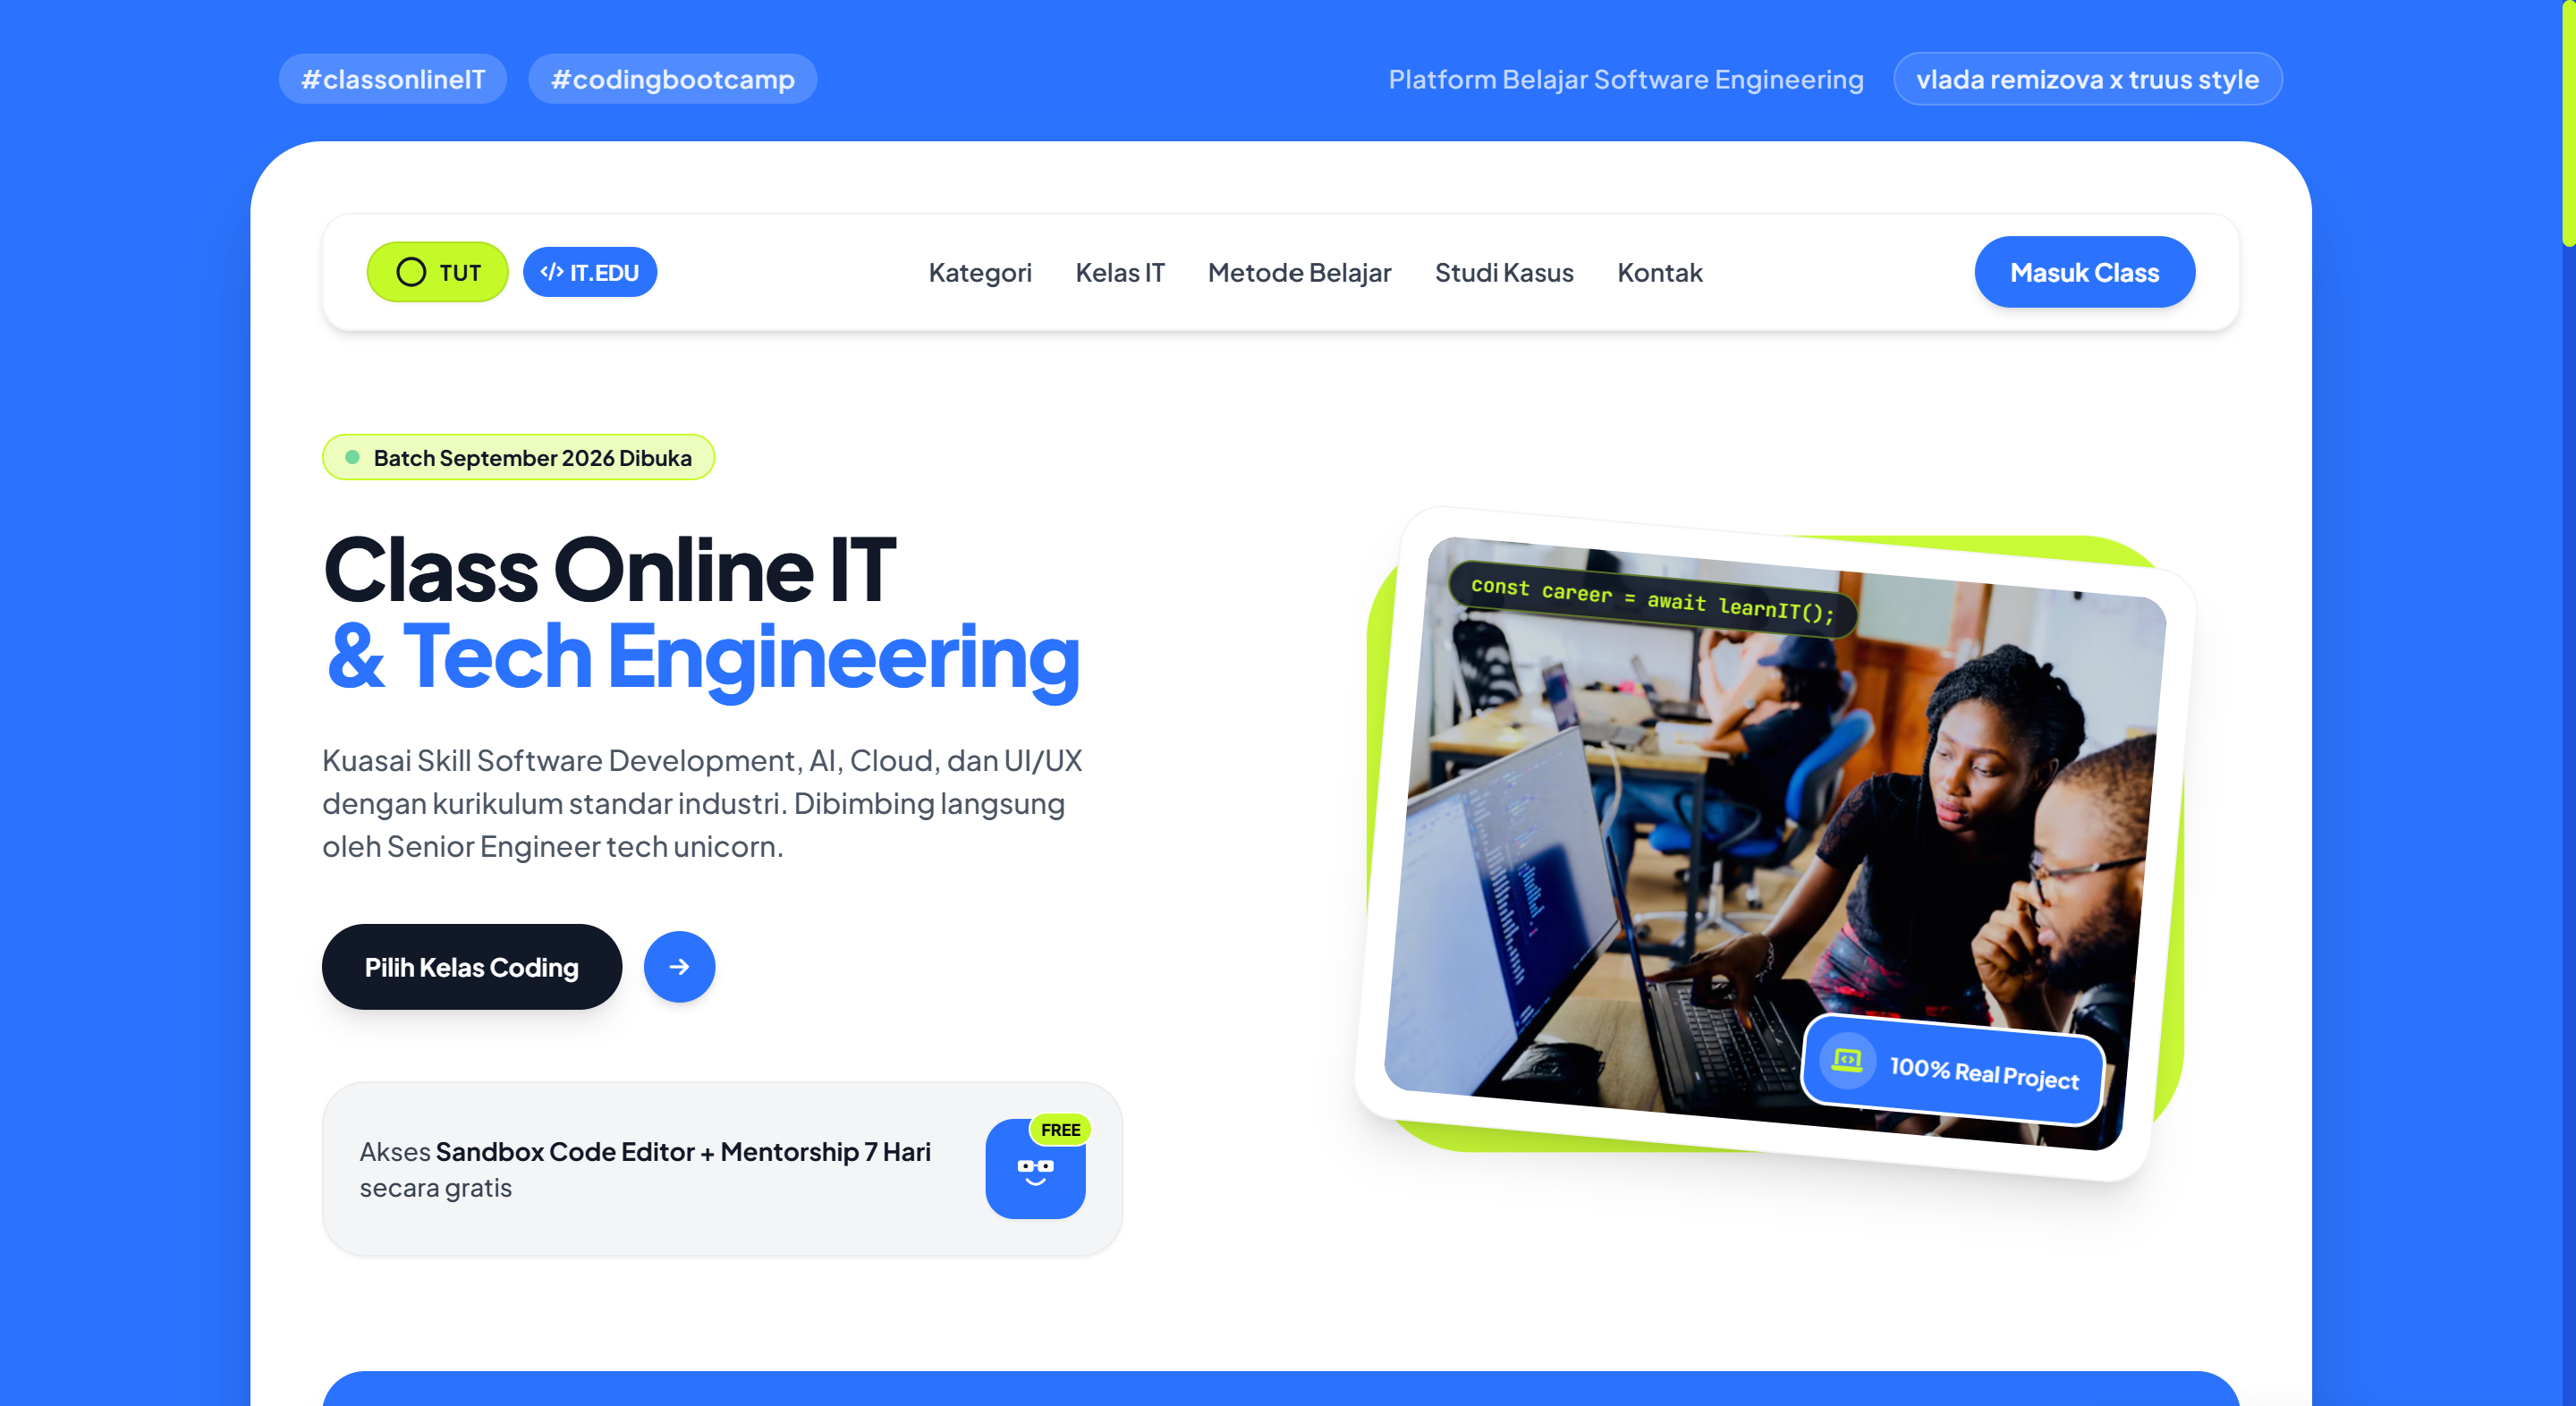 #classonlineIT #codingbootcamp Platform Belajar Software Engineering vlada remizova x truus style
TUT </> IT.EDU Kategori Kelas IT Metode Belajar Studi Kasus Kontak Masuk Class
Batch September 2026 Dibuka
Class Online IT
& Tech Engineering
Kuasai Skill Software Development, AI, Cloud, dan UI/UX
dengan kurikulum standar industri. Dibimbing langsung
oleh Senior Engineer tech unicorn.
Pilih Kelas Coding
Akses Sandbox Code Editor + Mentorship 7 Hari
secara gratis
FREE
const career = await learnIT();
100% Real Project